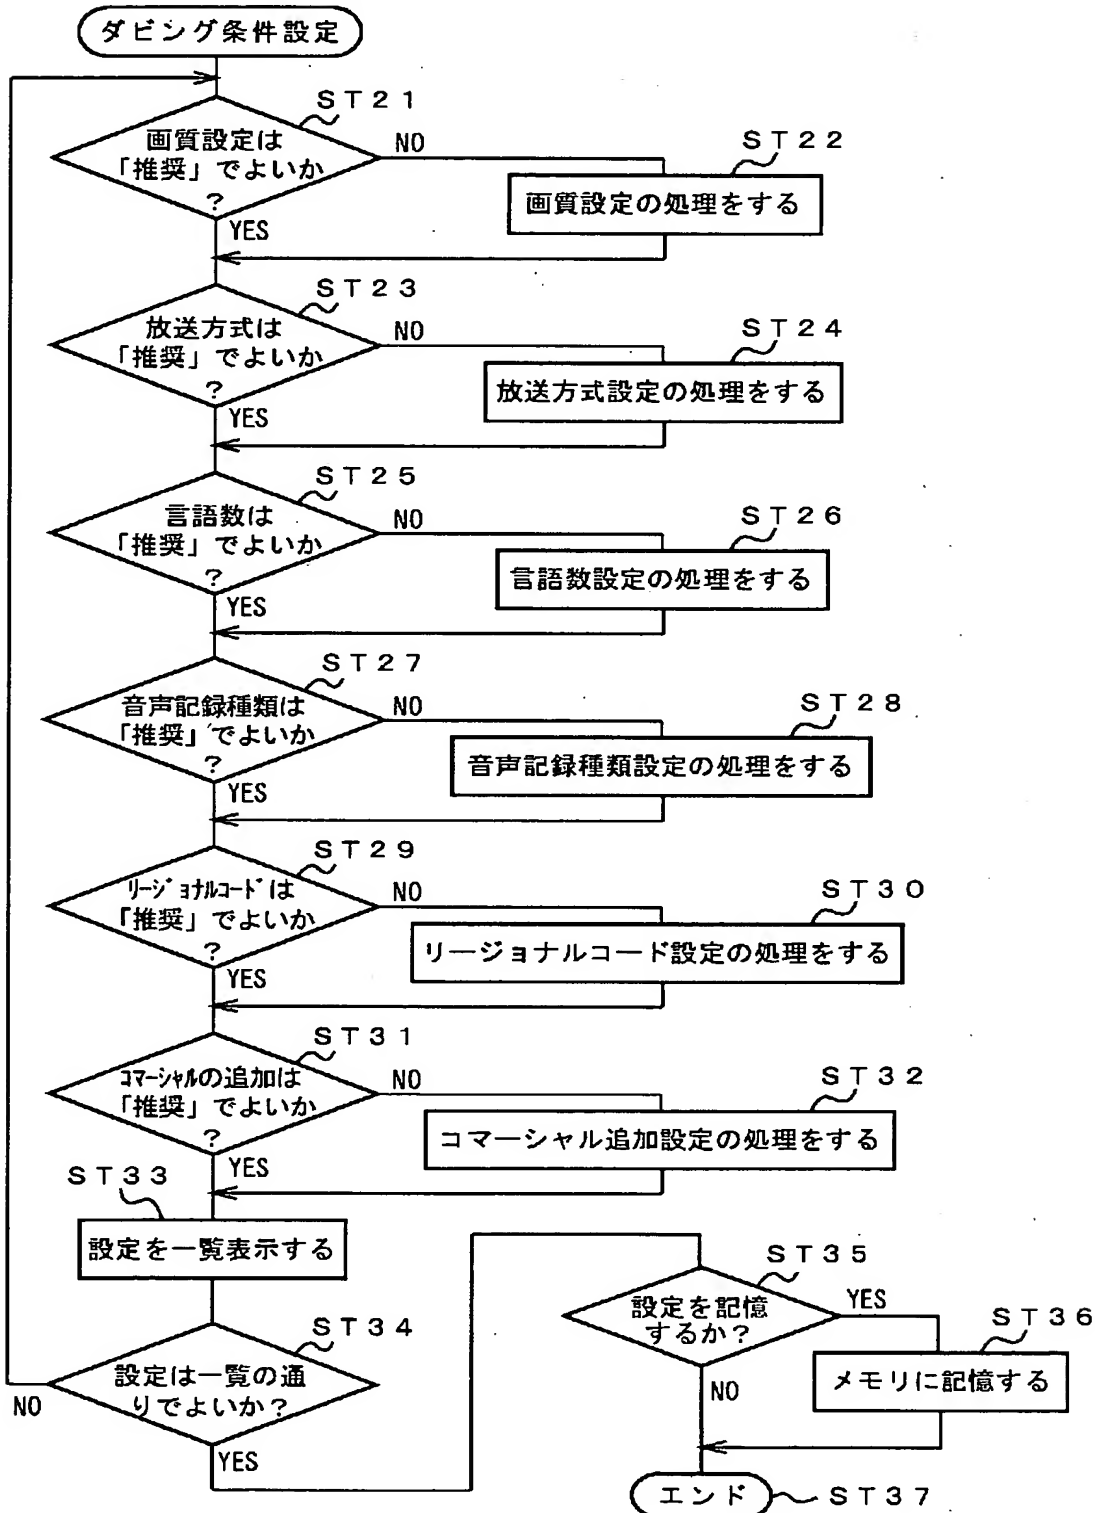 ダビング条件設定
ST21
画質設定は
「推奨」でよいか
?
NO
YES
ST22
画質設定の処理をする
ST23
放送方式は
「推奨」でよいか
?
NO
YES
ST24
放送方式設定の処理をする
ST25
言語数は
「推奨」でよいか
?
NO
YES
ST26
言語数設定の処理をする
ST27
音声記録種類は
「推奨」でよいか
?
NO
YES
ST28
音声記録種類設定の処理をする
ST29
リージョナルコードは
「推奨」でよいか
?
NO
YES
ST30
リージョナルコード設定の処理をする
ST31
コマーシャルの追加は
「推奨」でよいか
?
NO
YES
ST32
コマーシャル追加設定の処理をする
ST33
設定を一覧表示する
ST34
設定は一覧の通
りでよいか?
NO
YES
ST35
設定を記憶
するか?
YES
NO
ST36
メモリに記憶する
エンド
ST37